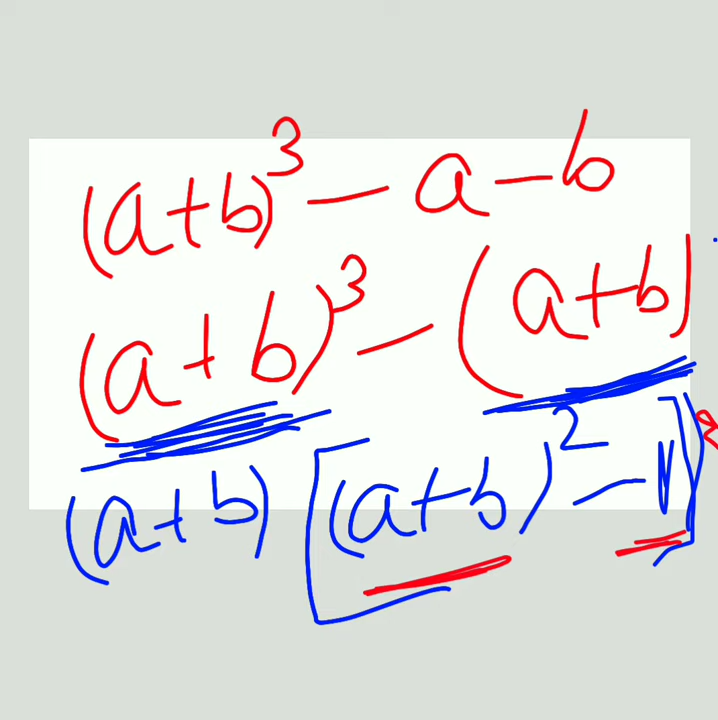 (a+b)³ - a - b
(a+b)³ - (a+b)
(a+b) [(a+b)² - 1]